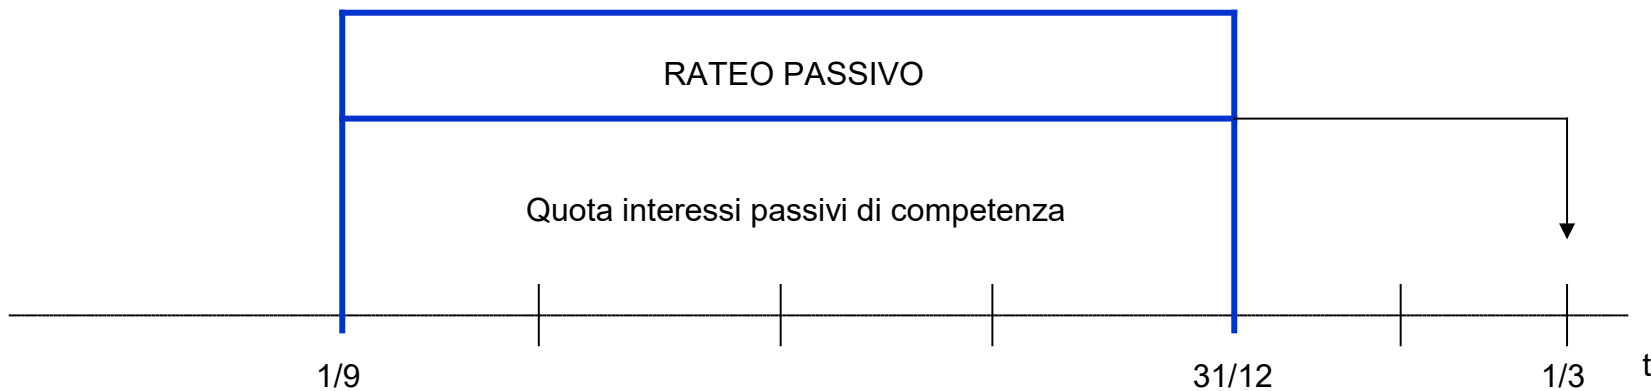 RATEO PASSIVO
Quota interessi passivi di competenza
1/9
31/12
1/3
t